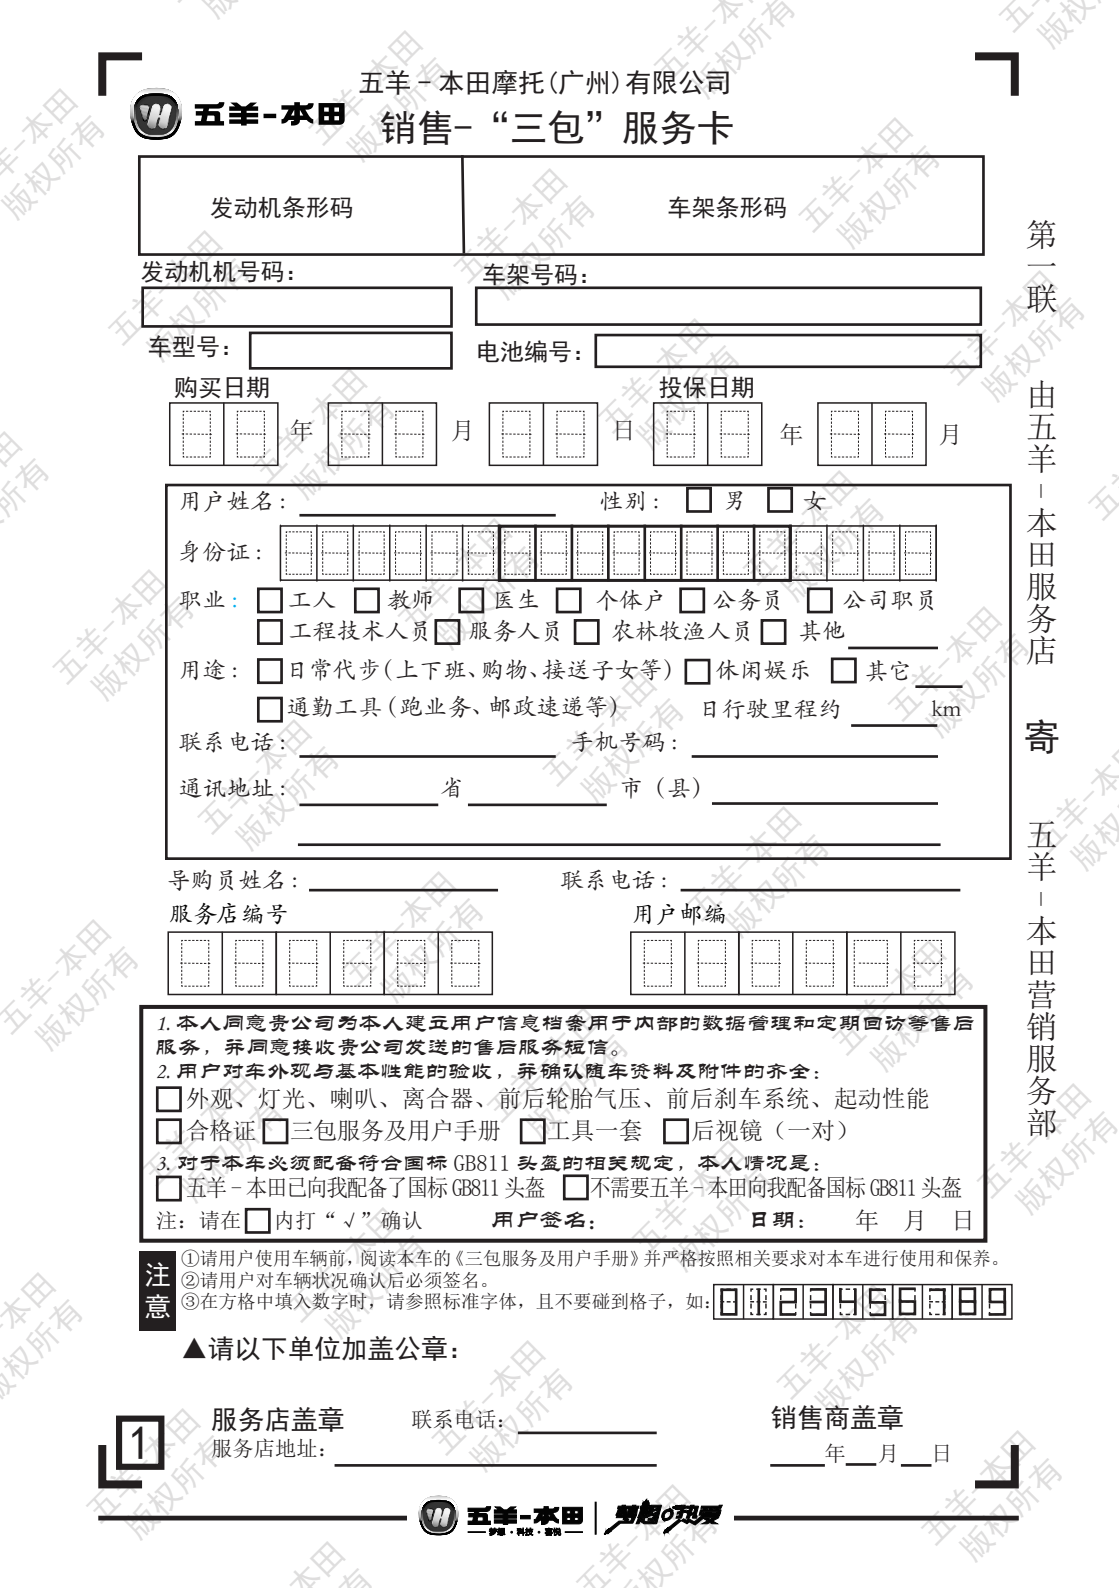 五羊-本田摩托(广州)有限公司
五羊-本田
销售-“三包”服务卡
发动机条形码 车架条形码
发动机机号码： 车架号码：
车型号： 电池编号：
购买日期 投保日期
年 月 日 年 月
用户姓名： 性别： 男 女
身份证：
职业： 工人 教师 医生 个体户 公务员 公司职员
工程技术人员 服务人员 农林牧渔人员 其他
用途： 日常代步(上下班、购物、接送子女等) 休闲娱乐 其它
通勤工具(跑业务、邮政速递等) 日行驶里程约 km
联系电话： 手机号码：
通讯地址： 省 市（县）
导购员姓名： 联系电话：
服务店编号 用户邮编
1. 本人同意贵公司为本人建立用户信息档案用于内部的数据管理和定期回访等售后
服务，并同意接收贵公司发送的售后服务短信。
2. 用户对车外观与基本性能的验收，并确认随车资料及附件的齐全：
外观、灯光、喇叭、离合器、前后轮胎气压、前后刹车系统、起动性能
合格证 三包服务及用户手册 工具一套 后视镜（一对）
3. 对于本车必须配备符合国标 GB811 头盔的相关规定，本人情况是：
五羊-本田已向我配备了国标GB811头盔 不需要五羊-本田向我配备国标GB811头盔
注：请在 内打“√”确认 用户签名： 日期： 年 月 日
注意
①请用户使用车辆前，阅读本车的《三包服务及用户手册》并严格按照相关要求对本车进行使用和保养。
②请用户对车辆状况确认后必须签名。
③在方格中填入数字时，请参照标准字体，且不要碰到格子，如：0 1 2 3 4 5 6 7 8 9
▲请以下单位加盖公章：
服务店盖章 联系电话： 销售商盖章
1
服务店地址： 年 月 日
五羊-本田 梦想的热爱
梦想·科技·喜悦
第一联 由五羊-本田服务店 寄 五羊-本田营销服务部
五羊-本田
版权所有